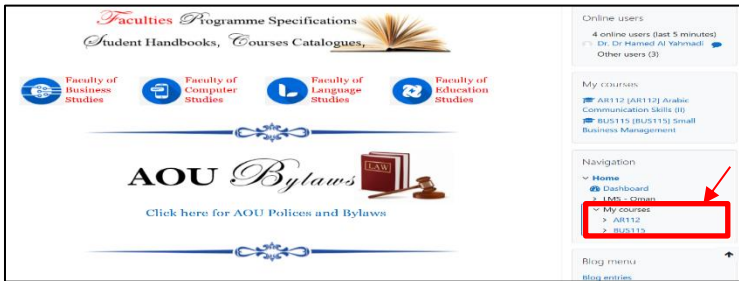 Faculties Programme Specifications
Student Handbooks, Courses Catalogues,
Faculty of
Business
Studies
Faculty of
Computer
Studies
Faculty of
Language
Studies
Faculty of
Education
Studies
AOU Bylaws
LAW
Click here for AOU Polices and Bylaws
Online users
4 online users (last 5 minutes)
Dr. Dr Hamed Al Yahmadi
Other users (3)
My courses
AR112 [AR112] Arabic
Communication Skills (II)
BUS115 [BUS115] Small
Business Management
Navigation
Home
Dashboard
LMS - Oman
My courses
AR112
BUS115
Blog menu
Blog entries